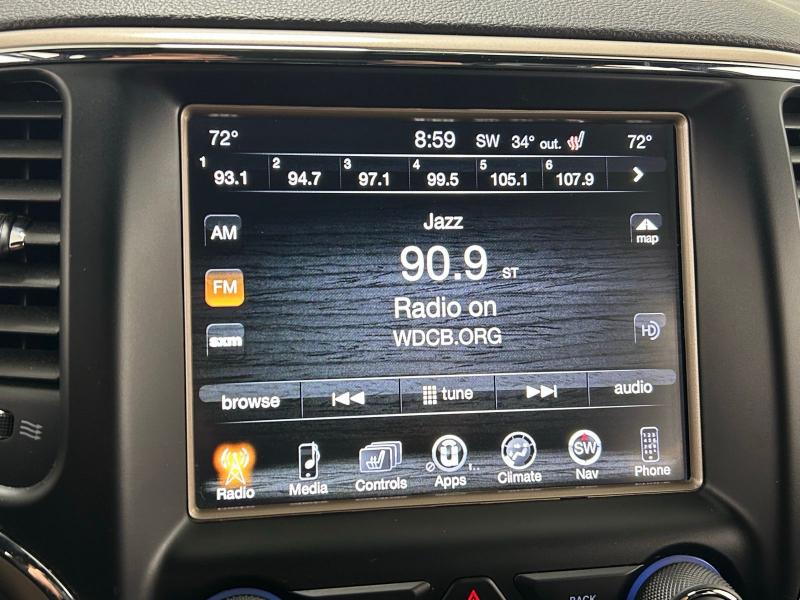 72° 8:59 SW 34° out. 72°
1 93.1 2 94.7 3 97.1 4 99.5 5 105.1 6 107.9
AM Jazz map
FM 90.9 ST
Radio on
sxm WDCB.ORG HD
browse tune audio
Radio Media Controls Apps Climate SW Nav Phone
BACK